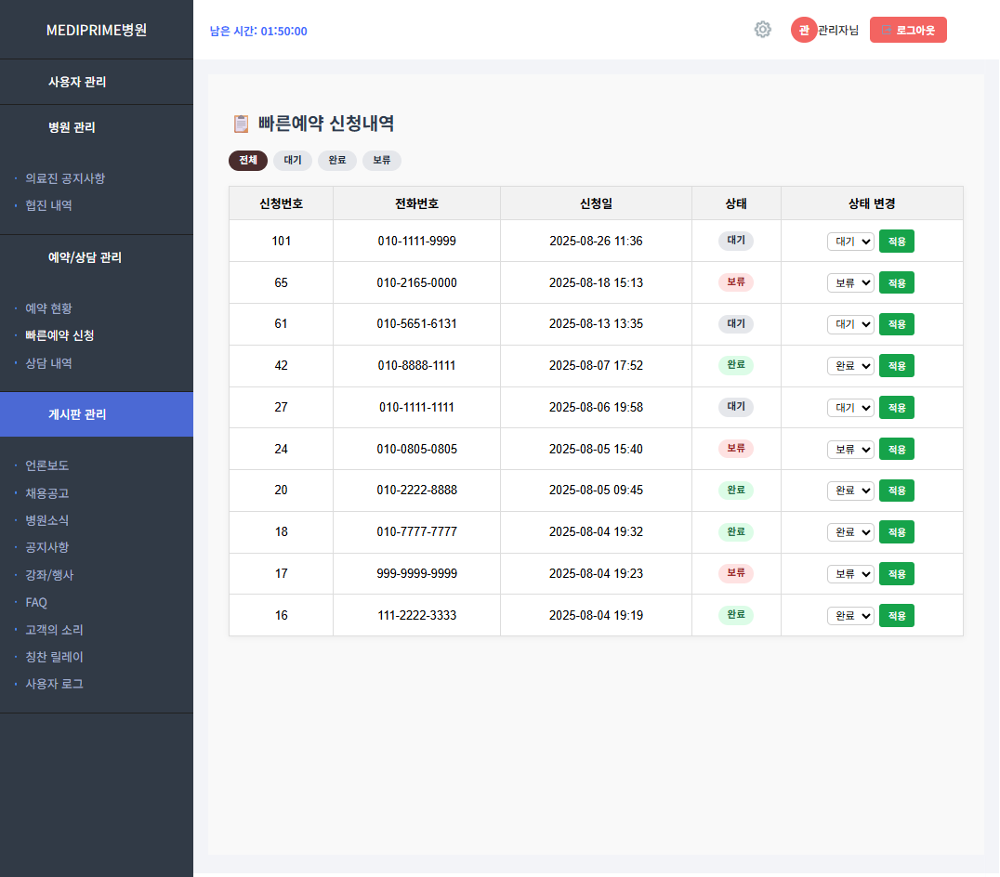 MEDIPRIME병원
남은 시간: 01:50:00
관 관리자님 로그아웃
사용자 관리
병원 관리
· 의료진 공지사항
· 협진 내역
예약/상담 관리
· 예약 현황
· 빠른예약 신청
· 상담 내역
게시판 관리
· 언론보도
· 채용공고
· 병원소식
· 공지사항
· 강좌/행사
· FAQ
· 고객의 소리
· 칭찬 릴레이
· 사용자 로그
빠른예약 신청내역
전체 대기 완료 보류
신청번호 전화번호 신청일 상태 상태 변경
101 010-1111-9999 2025-08-26 11:36 대기 대기 적용
65 010-2165-0000 2025-08-18 15:13 보류 보류 적용
61 010-5651-6131 2025-08-13 13:35 대기 대기 적용
42 010-8888-1111 2025-08-07 17:52 완료 완료 적용
27 010-1111-1111 2025-08-06 19:58 대기 대기 적용
24 010-0805-0805 2025-08-05 15:40 보류 보류 적용
20 010-2222-8888 2025-08-05 09:45 완료 완료 적용
18 010-7777-7777 2025-08-04 19:32 완료 완료 적용
17 999-9999-9999 2025-08-04 19:23 보류 보류 적용
16 111-2222-3333 2025-08-04 19:19 완료 완료 적용